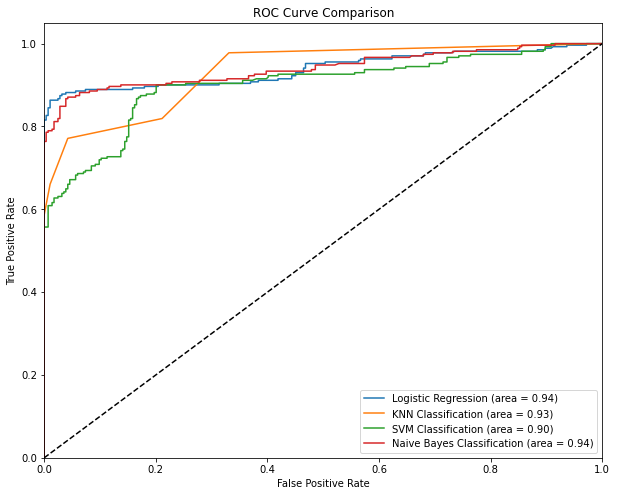 ROC Curve Comparison
True Positive Rate
1.0
0.8
0.6
0.4
0.2
0.0
Logistic Regression (area = 0.94)
KNN Classification (area = 0.93)
SVM Classification (area = 0.90)
Naive Bayes Classification (area = 0.94)
0.0 0.2 0.4 0.6 0.8 1.0
False Positive Rate